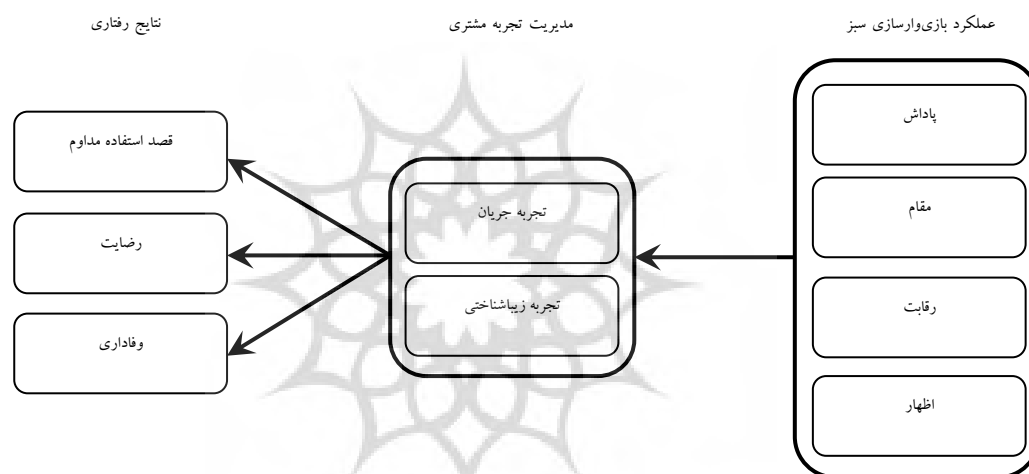 عملکرد بازی‌وارسازی سبز
مدیریت تجربه مشتری
نتایج رفتاری
پاداش
مقام
رقابت
اظهار
تجربه جریان
تجربه زیباشناختی
قصد استفاده مداوم
رضایت
وفاداری